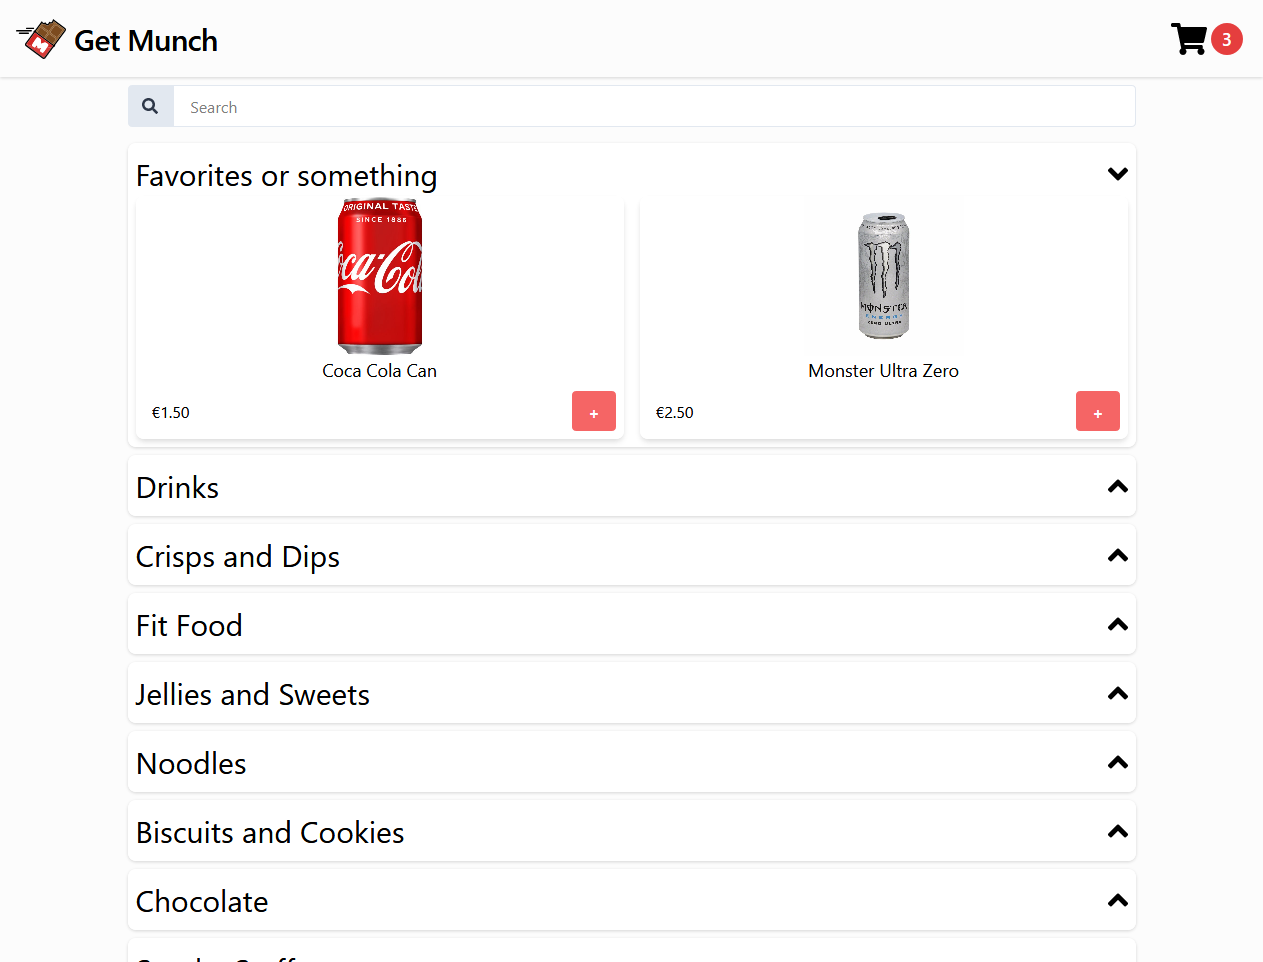 M
Get Munch
3
Search
Favorites or something
ORIGINAL TASTE
SINCE 1886
Coca-Cola
MONSTER
ENERGY
ZERO ULTRA
Coca Cola Can
Monster Ultra Zero
€1.50
+
€2.50
+
Drinks
Crisps and Dips
Fit Food
Jellies and Sweets
Noodles
Biscuits and Cookies
Chocolate